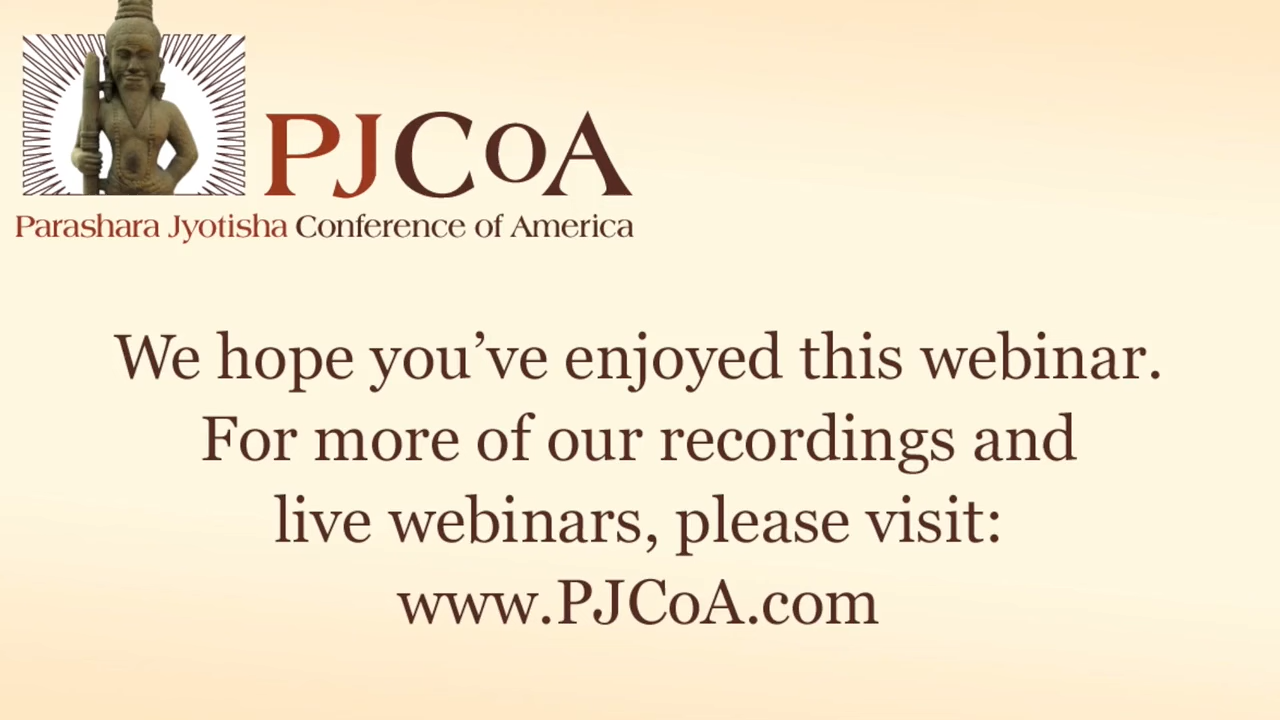 PJCoA
Parashara Jyotisha Conference of America
We hope you’ve enjoyed this webinar.
For more of our recordings and
live webinars, please visit:
www.PJCoA.com